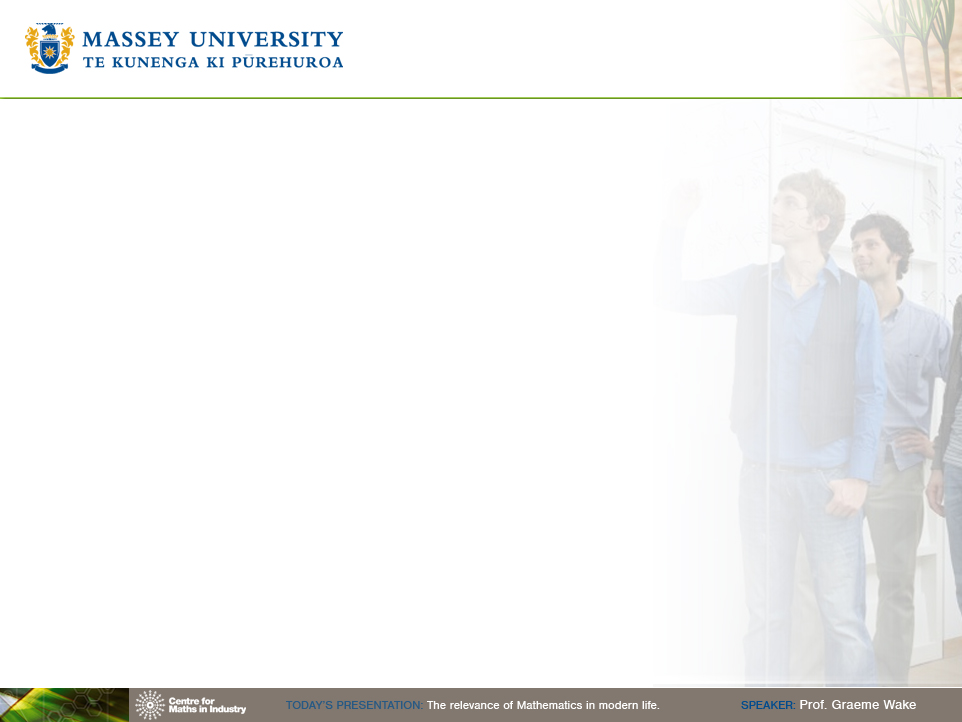 MASSEY UNIVERSITY
TE KUNENGA KI PŪREHUROA
Centre for
Maths in Industry
TODAY'S PRESENTATION: The relevance of Mathematics in modern life.
SPEAKER: Prof. Graeme Wake